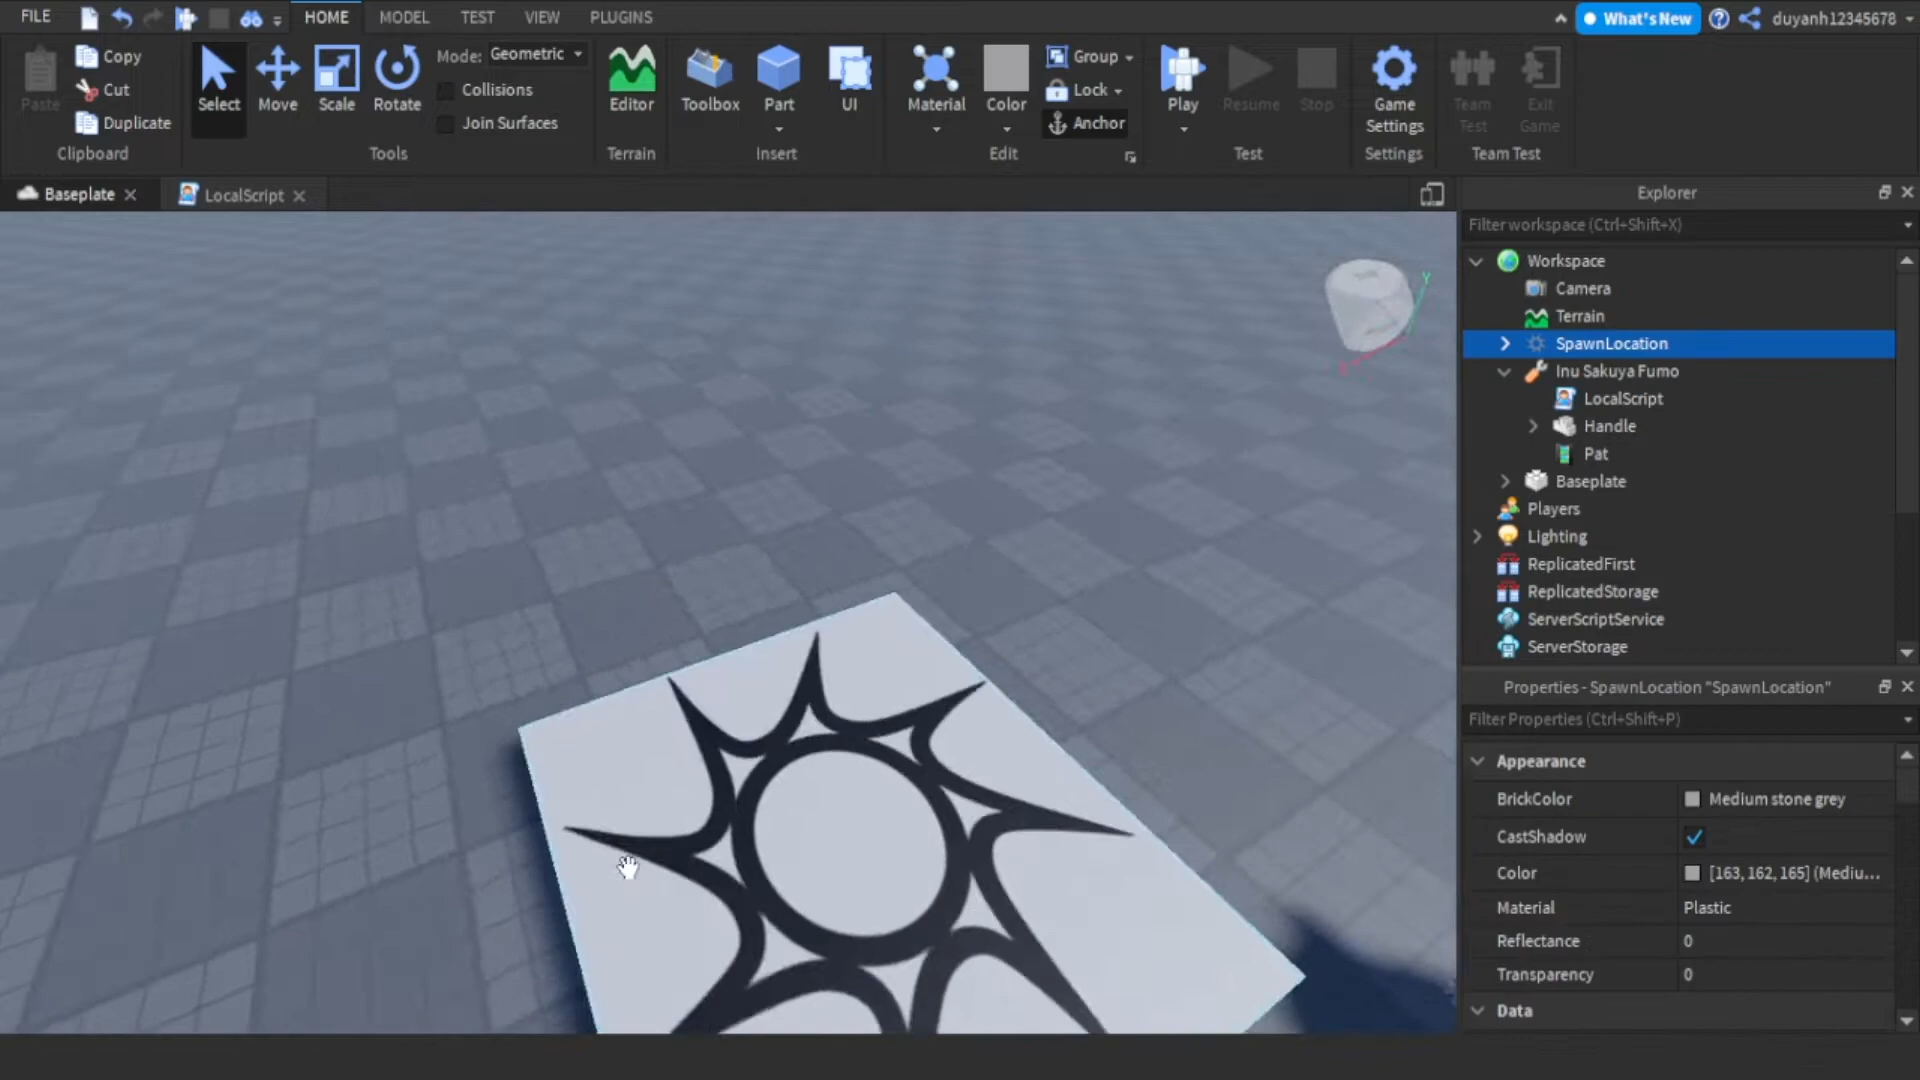 FILE HOME MODEL TEST VIEW PLUGINS What's New duyanh12345678
Paste Copy Cut Duplicate
Clipboard
Select Move Scale Rotate
Mode: Geometric
Collisions
Join Surfaces
Tools
Editor
Terrain
Toolbox Part UI
Insert
Material Color
Group
Lock
Anchor
Edit
Play Resume Stop
Test
Game
Settings
Settings
Team
Test
Exit
Game
Team Test
Baseplate LocalScript
Y
Explorer
Filter workspace (Ctrl+Shift+X)
Workspace
Camera
Terrain
SpawnLocation
Inu Sakuya Fumo
LocalScript
Handle
Pat
Baseplate
Players
Lighting
ReplicatedFirst
ReplicatedStorage
ServerScriptService
ServerStorage
Properties - SpawnLocation "SpawnLocation"
Filter Properties (Ctrl+Shift+P)
Appearance
BrickColor Medium stone grey
CastShadow
Color [163, 162, 165] (Mediu...
Material Plastic
Reflectance 0
Transparency 0
Data